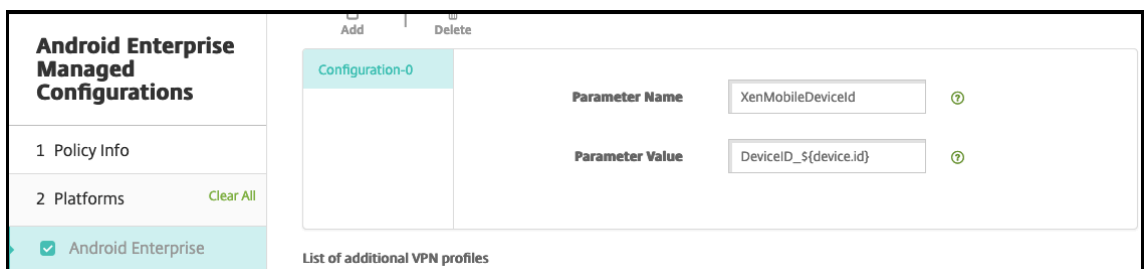 Add
Delete
Android Enterprise
Managed
Configurations
Configuration-0
Parameter Name
XenMobileDeviceId
1 Policy Info
Parameter Value
DeviceID_${device.id}
2 Platforms
Clear All
Android Enterprise
List of additional VPN profiles